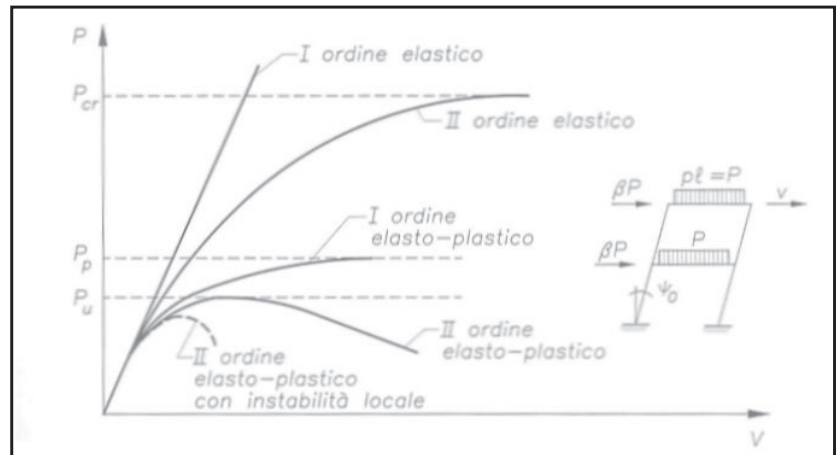 P
I ordine elastico
P_cr
II ordine elastico
pℓ = P
βP
v
I ordine
elasto-plastico
P
βP
P_p
ψ_0
P_u
II ordine
elasto-plastico
II ordine
elasto-plastico
con instabilità locale
V